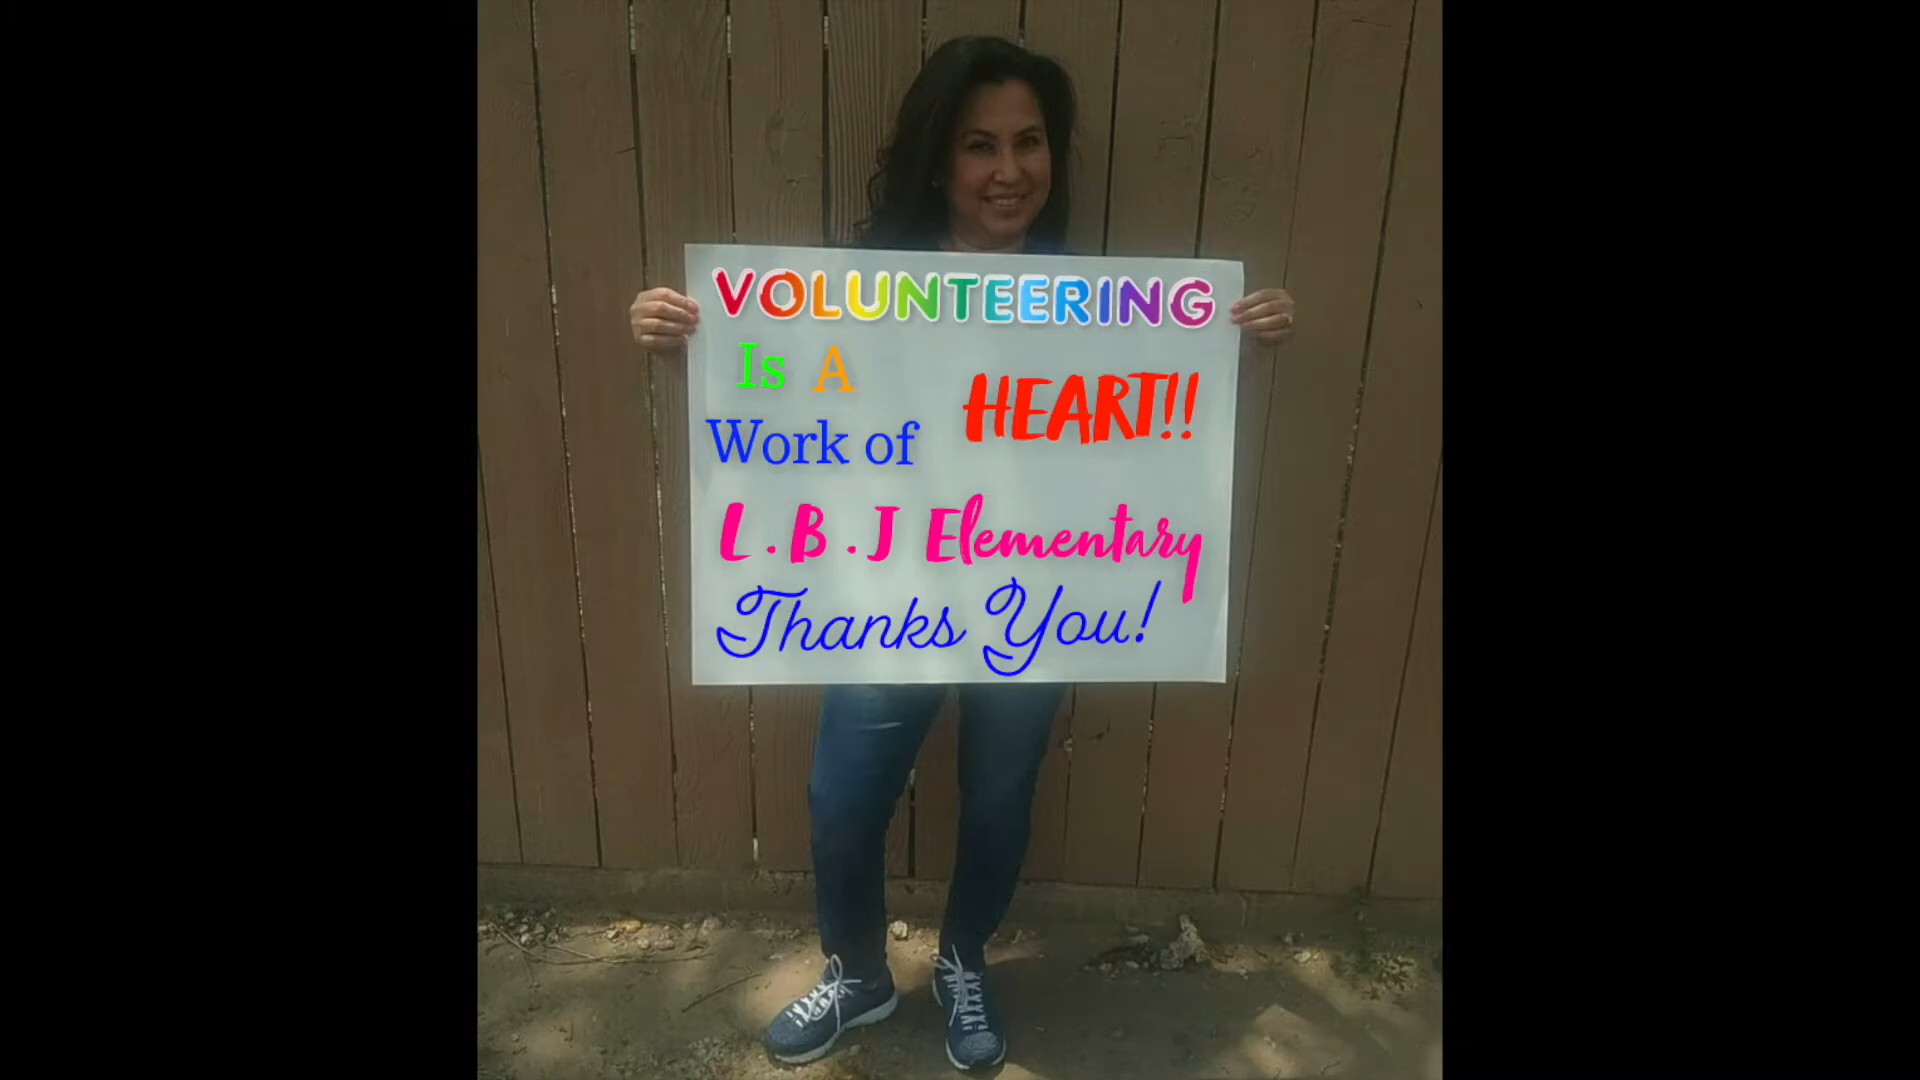 VOLUNTEERING
Is A
Work of HEART!!
L.B.J Elementary
Thanks You!